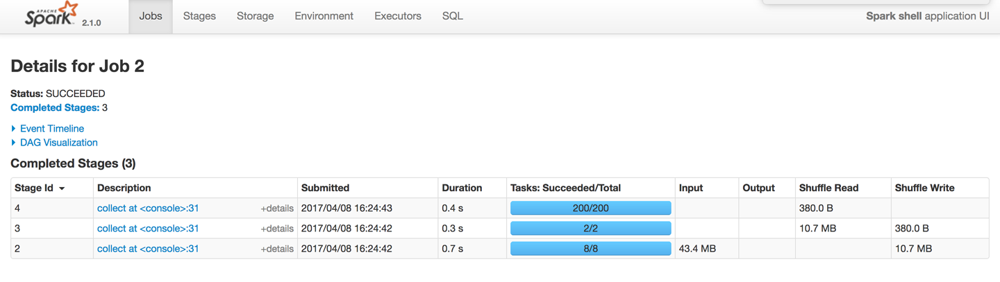 APACHE Spark 2.1.0 Jobs Stages Storage Environment Executors SQL Spark shell application UI
Details for Job 2
Status: SUCCEEDED
Completed Stages: 3
Event Timeline
DAG Visualization
Completed Stages (3)
Stage Id Description Submitted Duration Tasks: Succeeded/Total Input Output Shuffle Read Shuffle Write
4 collect at <console>:31 +details 2017/04/08 16:24:43 0.4 s 200/200 380.0 B
3 collect at <console>:31 +details 2017/04/08 16:24:42 0.3 s 2/2 10.7 MB 380.0 B
2 collect at <console>:31 +details 2017/04/08 16:24:42 0.7 s 8/8 43.4 MB 10.7 MB